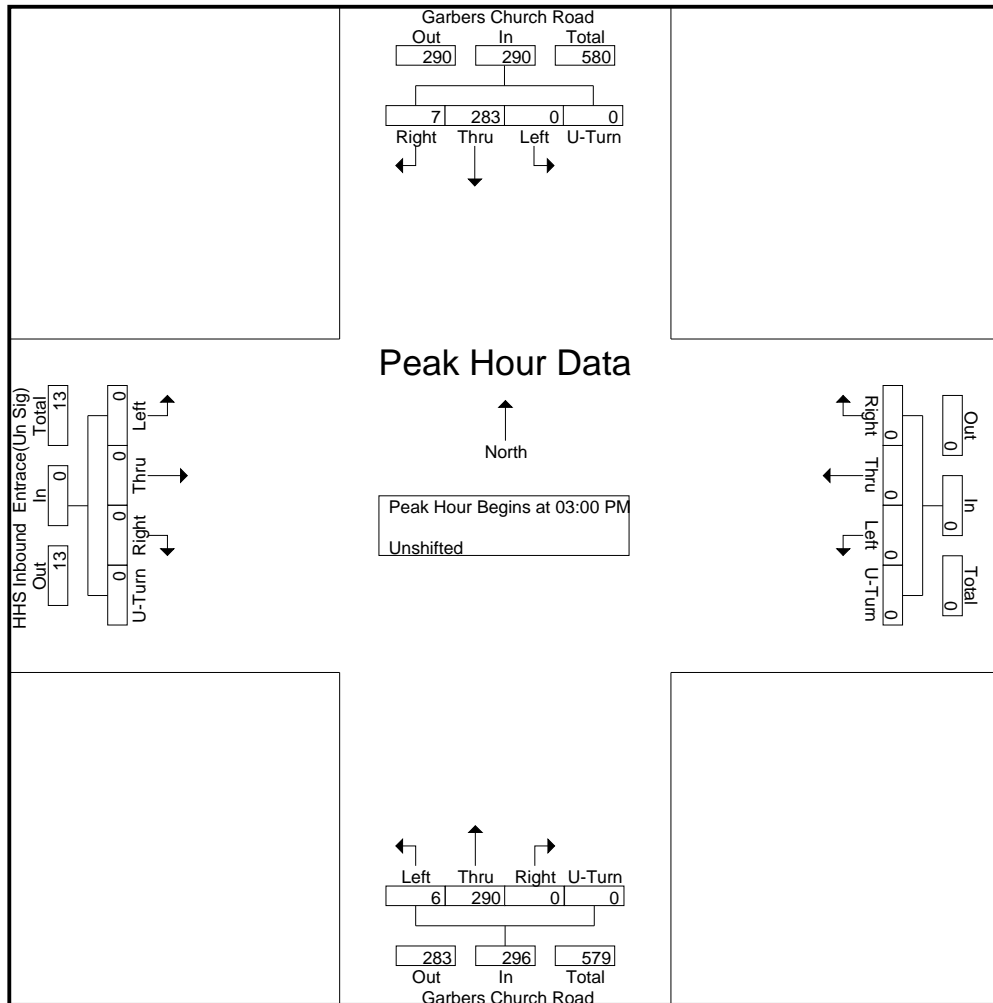 Garbers Church Road
Out In Total
290 290 580
7 283 0 0
Right Thru Left U-Turn
Peak Hour Data
North
Peak Hour Begins at 03:00 PM
Unshifted
HHS Inbound Entrace(Un Sig)
Out In Total
13 0 13
0 0 0 0
U-Turn Right Thru Left
Out In Total
0 0 0
0 0 0 0
Right Thru Left U-Turn
Left Thru Right U-Turn
6 290 0 0
283 296 579
Out In Total
Garbers Church Road